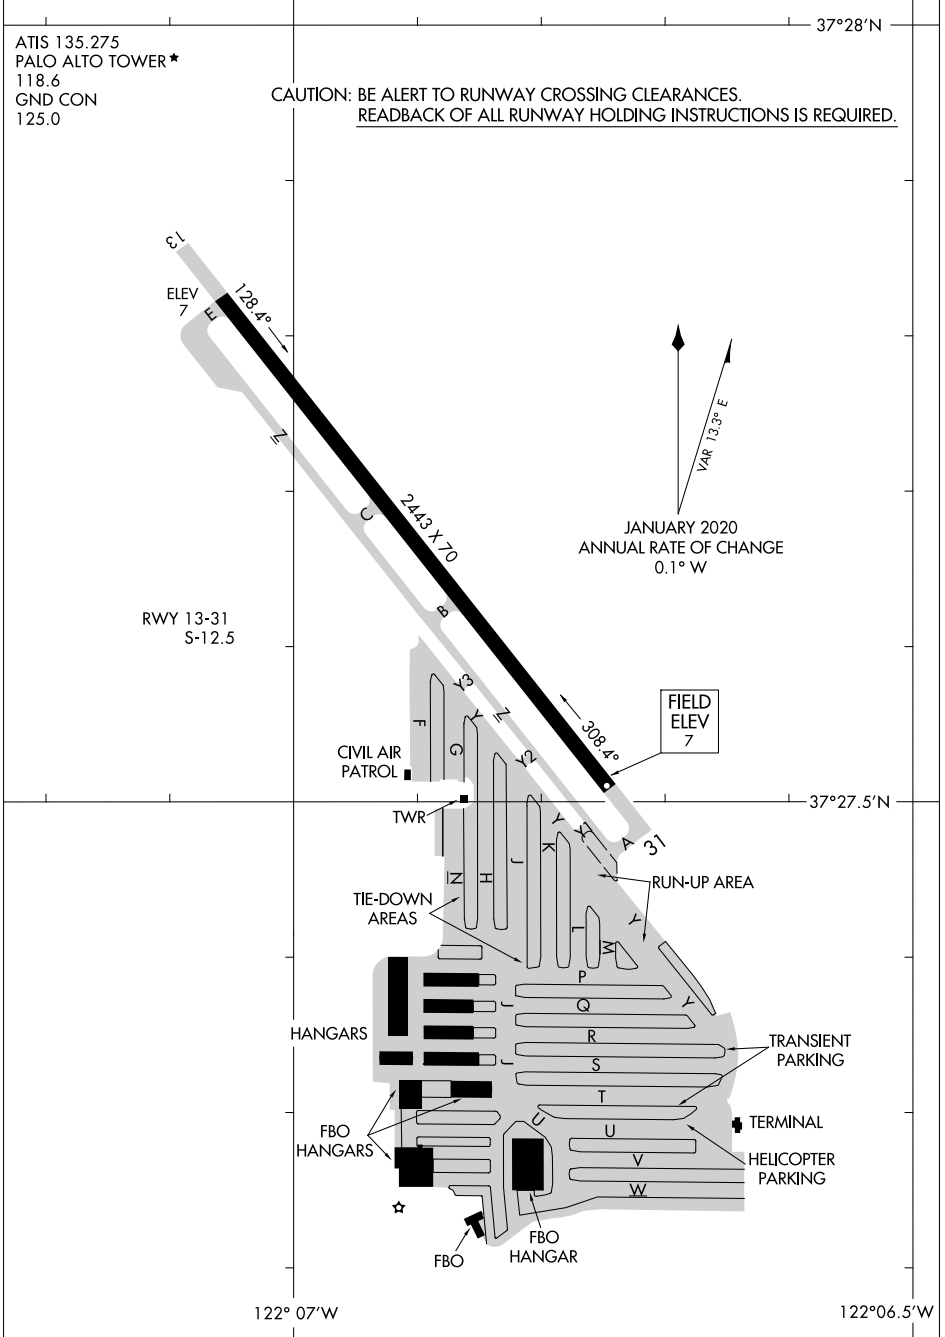 37°28'N
ATIS 135.275
PALO ALTO TOWER★
118.6
GND CON
125.0
CAUTION: BE ALERT TO RUNWAY CROSSING CLEARANCES.
READBACK OF ALL RUNWAY HOLDING INSTRUCTIONS IS REQUIRED.
13
ELEV
7
128.4°
E
Z
VAR 13.3° E
JANUARY 2020
ANNUAL RATE OF CHANGE
0.1° W
C
2443 X 70
B
RWY 13-31
S-12.5
Y3
Z
Y
F
G
Y2
308.4°
FIELD
ELEV
7
CIVIL AIR
PATROL
TWR
37°27.5'N
Y
Y1
A
31
K
J
H
N
RUN-UP AREA
TIE-DOWN
AREAS
L
M
Y
P
Y
J
Q
HANGARS
R
TRANSIENT
PARKING
J
S
T
U
TERMINAL
FBO
HANGARS
U
HELICOPTER
PARKING
V
W
FBO
FBO
HANGAR
122° 07'W
122°06.5'W